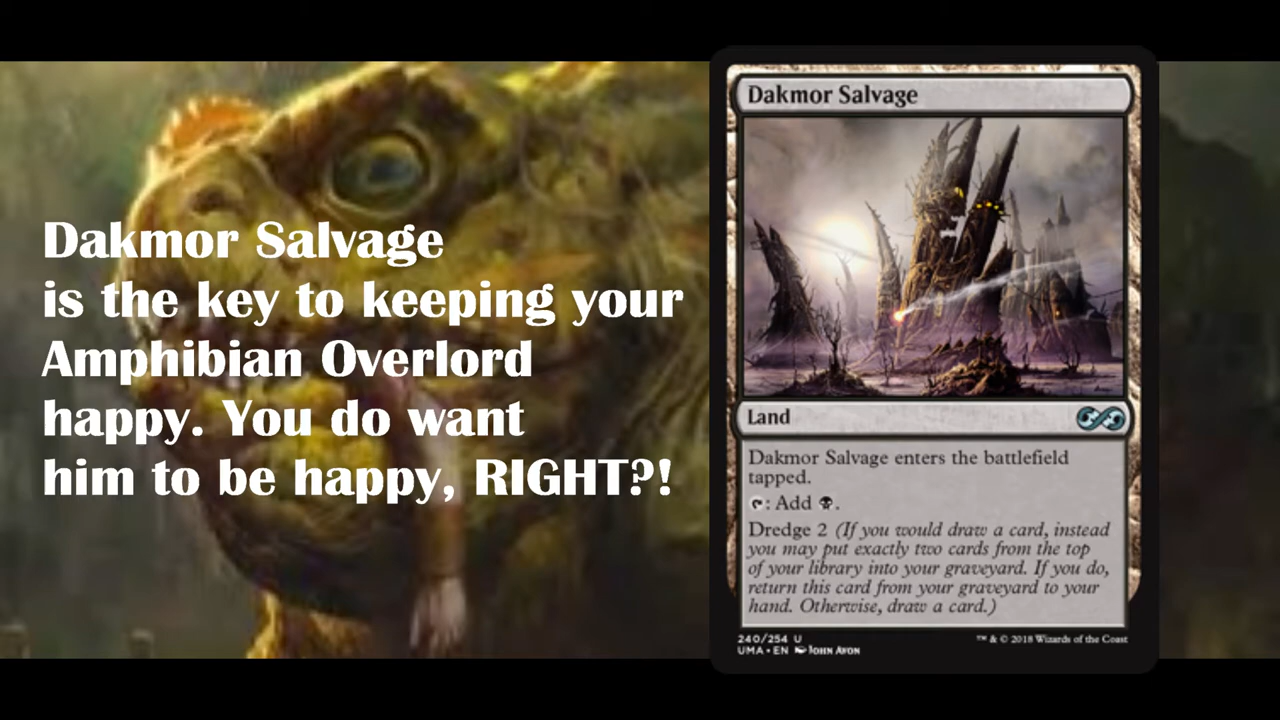 Dakmor Salvage
is the key to keeping your
Amphibian Overlord
happy. You do want
him to be happy, RIGHT?!
Dakmor Salvage
Land
Dakmor Salvage enters the battlefield
tapped.
: Add .
Dredge 2 (If you would draw a card, instead
you may put exactly two cards from the top
of your library into your graveyard. If you do,
return this card from your graveyard to your
hand. Otherwise, draw a card.)
240/254 U
™ & © 2018 Wizards of the Coast
UMA • EN John Avon